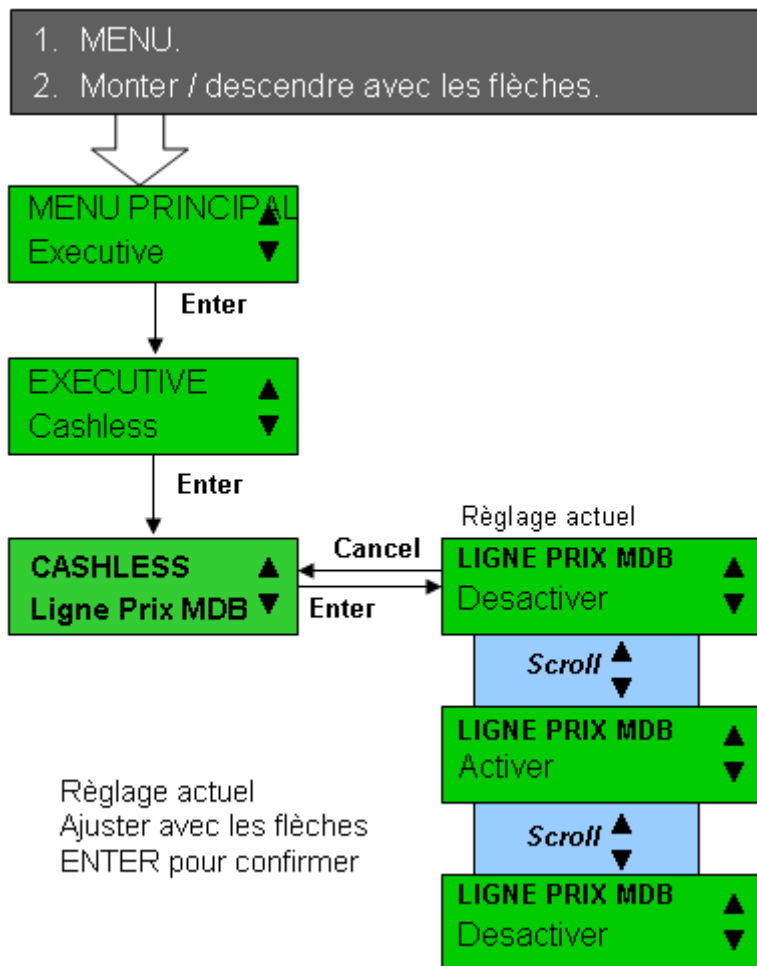 1. MENU.
2. Monter / descendre avec les flèches.
MENU PRINCIPAL
Executive
Enter
EXECUTIVE
Cashless
Enter
CASHLESS
Ligne Prix MDB
Cancel
Enter
Règlage actuel
LIGNE PRIX MDB
Desactiver
Scroll
LIGNE PRIX MDB
Activer
Scroll
LIGNE PRIX MDB
Desactiver
Règlage actuel
Ajuster avec les flèches
ENTER pour confirmer